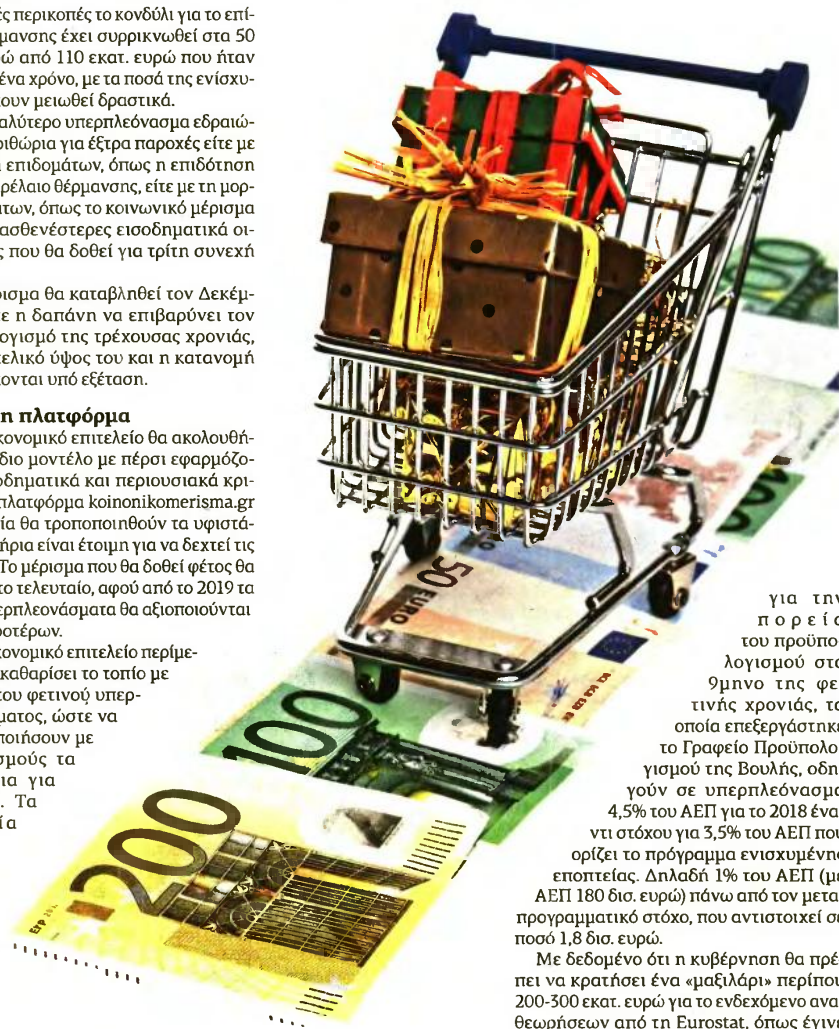 ές περικοπές το κονδύλι για το επί-
μανσης έχει συρρικνωθεί στα 50
ώ από 110 εκατ. ευρώ που ήταν
ένα χρόνο, με τα ποσά της ενίσχυ-
ουν μειωθεί δραστικά.
αλύτερο υπερπλεόνασμα εδραιώ-
ριθώρια για έξτρα παροχές είτε με
επιδομάτων, όπως η επιδότηση
ρέλαιο θέρμανσης, είτε με τη μορ-
των, όπως το κοινωνικό μέρισμα
ασθενέστερες εισοδηματικά οι-
ς που θα δοθεί για τρίτη συνεχή
ρισμα θα καταβληθεί τον Δεκέμ-
ε η δαπάνη να επιβαρύνει τον
ογισμό της τρέχουσας χρονιάς,
ελικό ύψος του και η κατανομή
ονται υπό εξέταση.
η πλατφόρμα
κονομικό επιτελείο θα ακολουθή-
διο μοντέλο με πέρσι εφαρμόζο-
οδηματικά και περιουσιακά κρι-
πλατφόρμα koinonikomerisma.gr
ία θα τροποποιηθούν τα υφιστά-
ήρια είναι έτοιμη για να δεχτεί τις
Το μέρισμα που θα δοθεί φέτος θα
το τελευταίο, αφού από το 2019 τα
ερπλεονάσματα θα αξιοποιούνται
οτέρων.
κονομικό επιτελείο περίμε-
καθαρίσει το τοπίο με
ου φετινού υπερ-
ματος, ώστε να
ποιήσουν με
σμούς τα
ια για
. Τα
ία
για την
πορεία
του προϋπο-
λογισμού στο
9μηνο της φε-
τινής χρονιάς, τα
οποία επεξεργάστηκε
το Γραφείο Προϋπολο-
γισμού της Βουλής, οδη-
γούν σε υπερπλεόνασμα
4,5% του ΑΕΠ για το 2018 ένα-
ντι στόχου για 3,5% του ΑΕΠ που
ορίζει το πρόγραμμα ενισχυμένης
εποπτείας. Δηλαδή 1% του ΑΕΠ (με
ΑΕΠ 180 δισ. ευρώ) πάνω από τον μετα-
προγραμματικό στόχο, που αντιστοιχεί σε
ποσό 1,8 δισ. ευρώ.
Με δεδομένο ότι η κυβέρνηση θα πρέ-
πει να κρατήσει ένα «μαξιλάρι» περίπου
200-300 εκατ. ευρώ για το ενδεχόμενο ανα-
θεωρήσεων από τη Eurostat, όπως έγινε
100
50 EURO
100
200